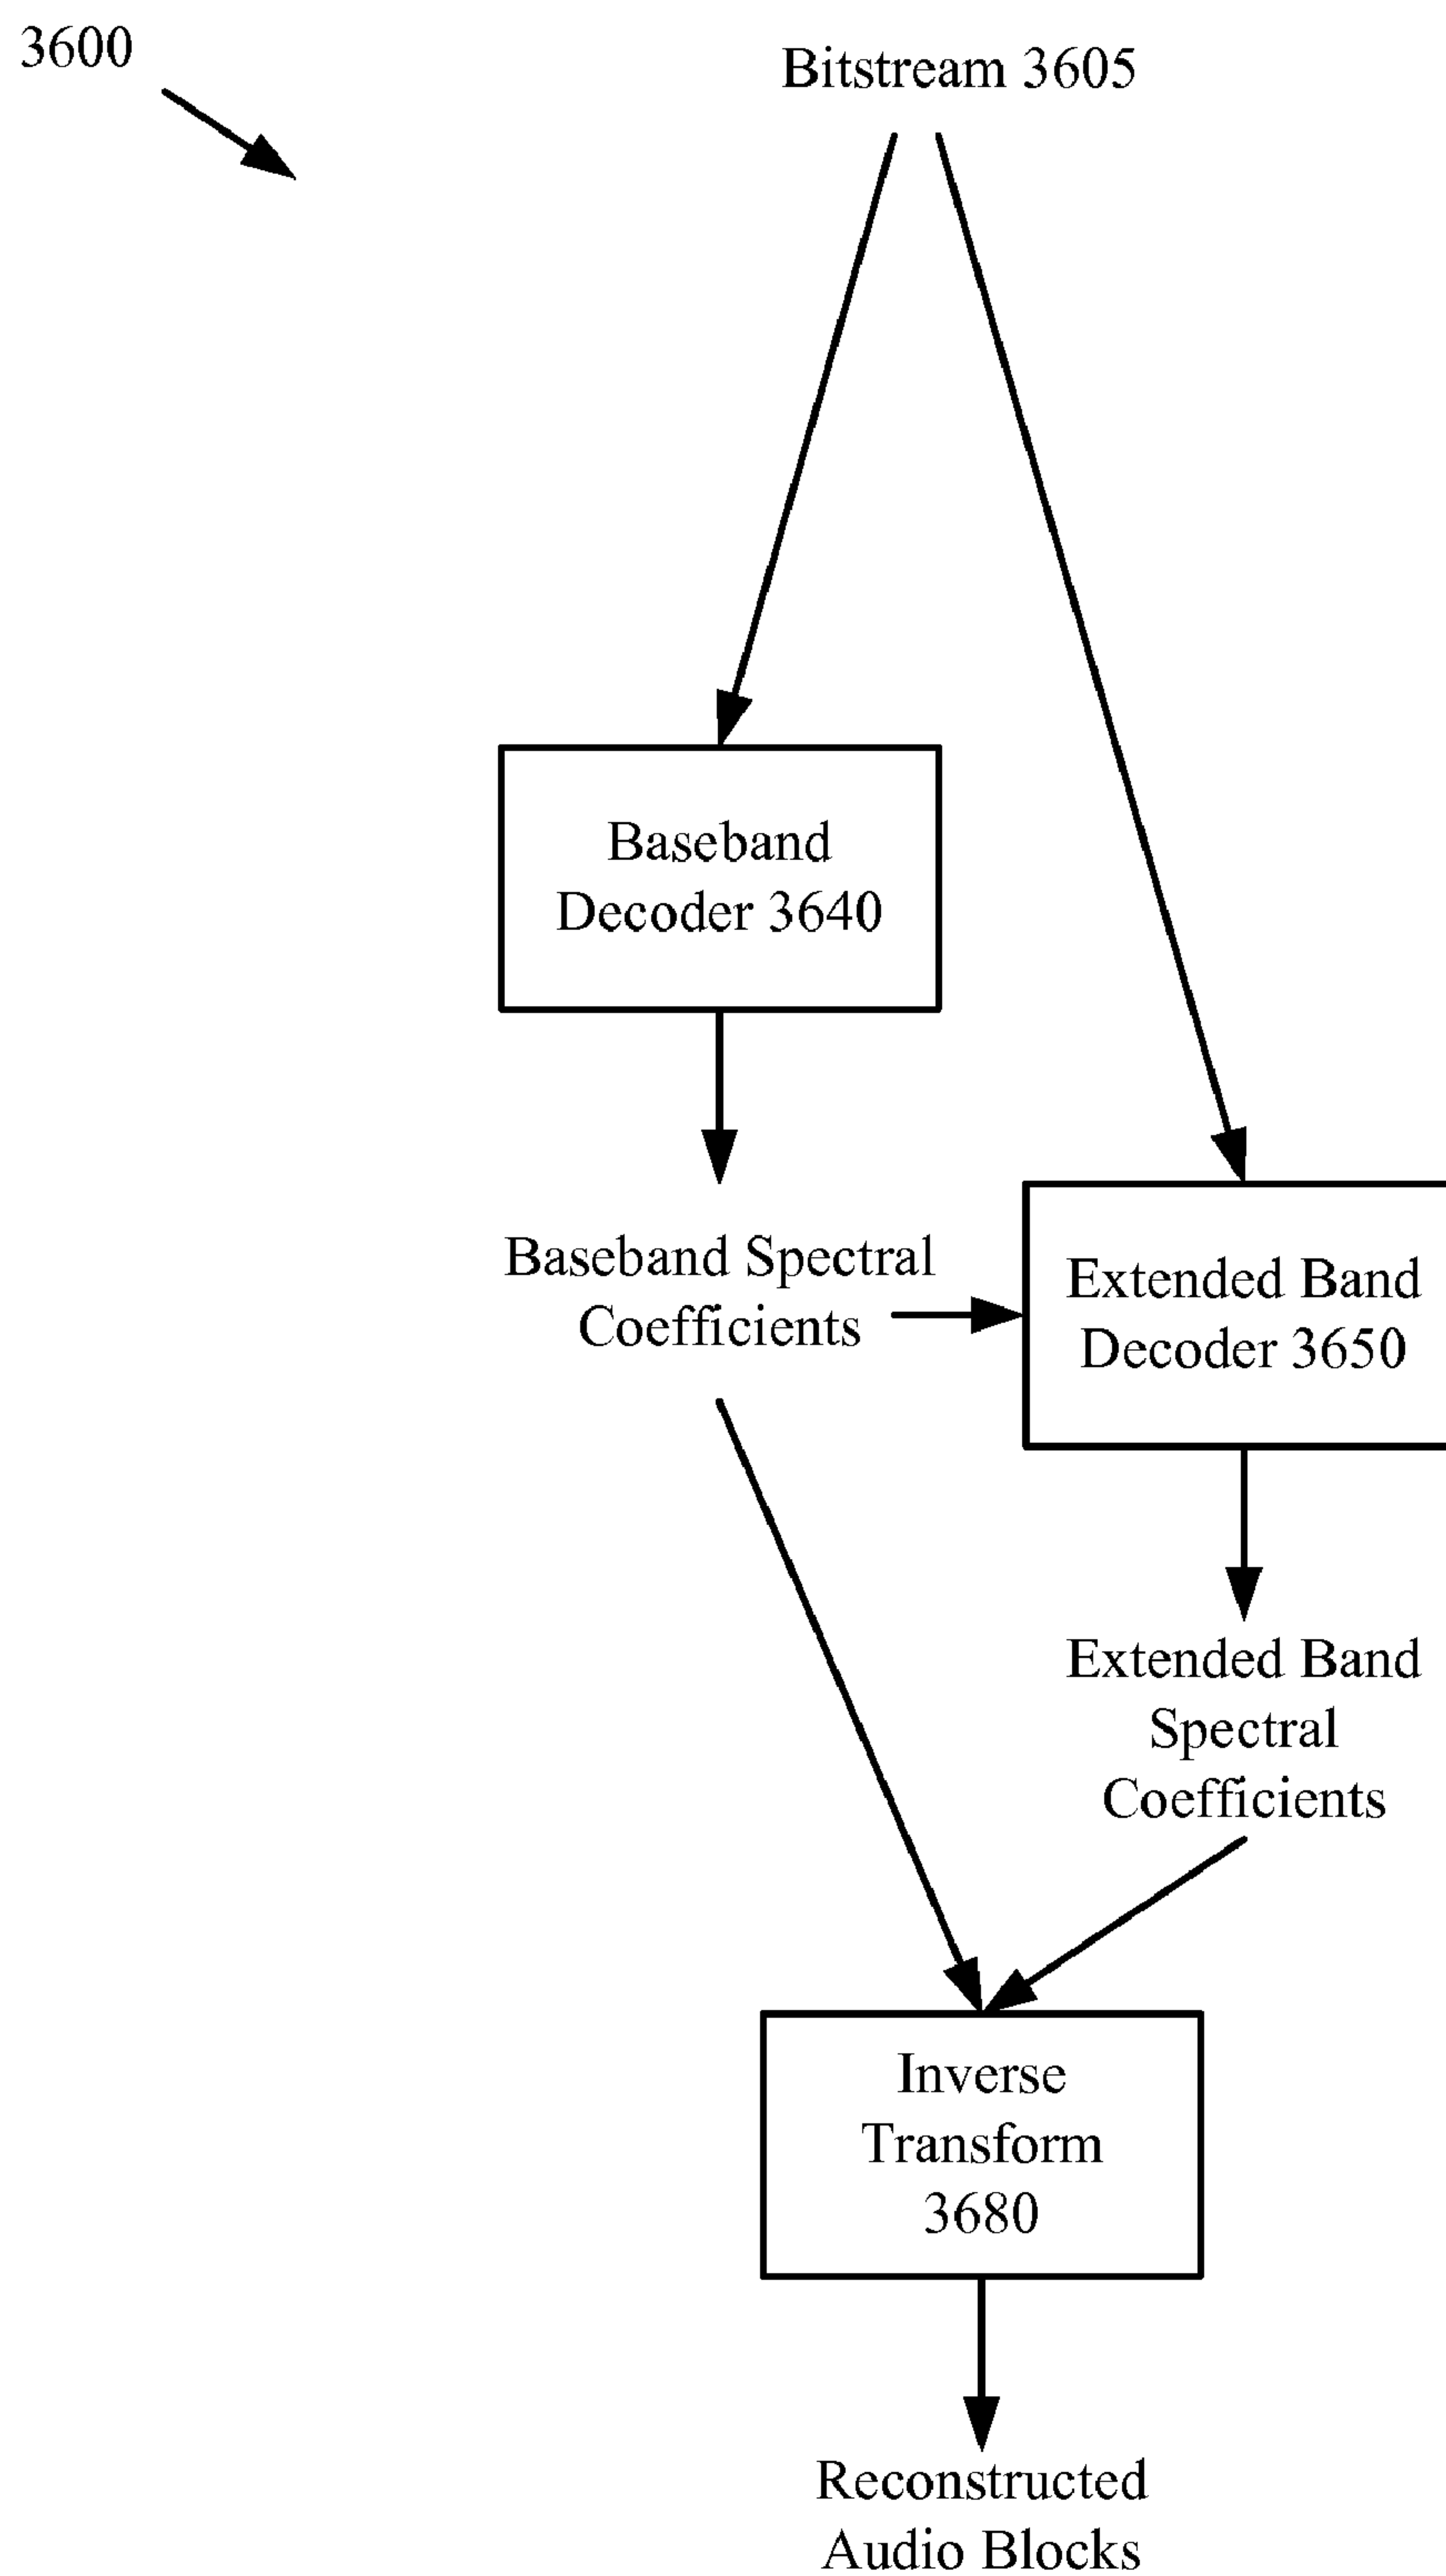 3600
Bitstream 3605
Baseband
Decoder 3640
Baseband Spectral
Coefficients
Extended Band
Decoder 3650
Extended Band
Spectral
Coefficients
Inverse
Transform
3680
Reconstructed
Audio Blocks